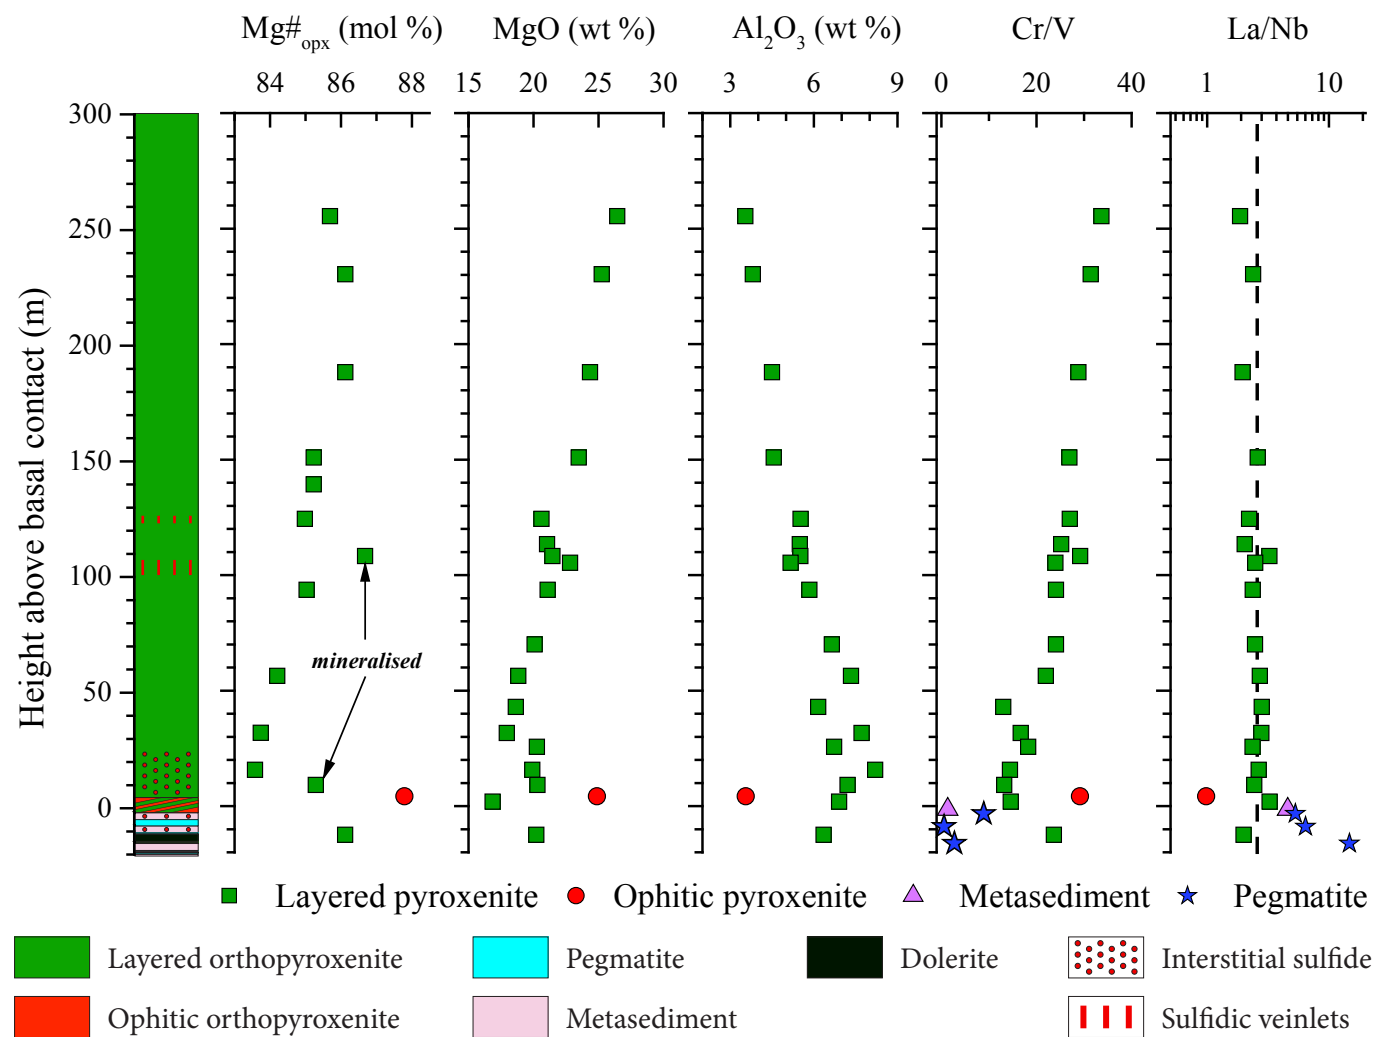 Mg#opx (mol %) MgO (wt %) Al2O3 (wt %) Cr/V La/Nb
84 86 88 15 20 25 30 3 6 9 0 20 40 1 10
300
250
200
150
100
50
0
Height above basal contact (m)
mineralised
Layered pyroxenite Ophitic pyroxenite Metasediment Pegmatite
Layered orthopyroxenite Pegmatite Dolerite Interstitial sulfide
Ophitic orthopyroxenite Metasediment Sulfidic veinlets